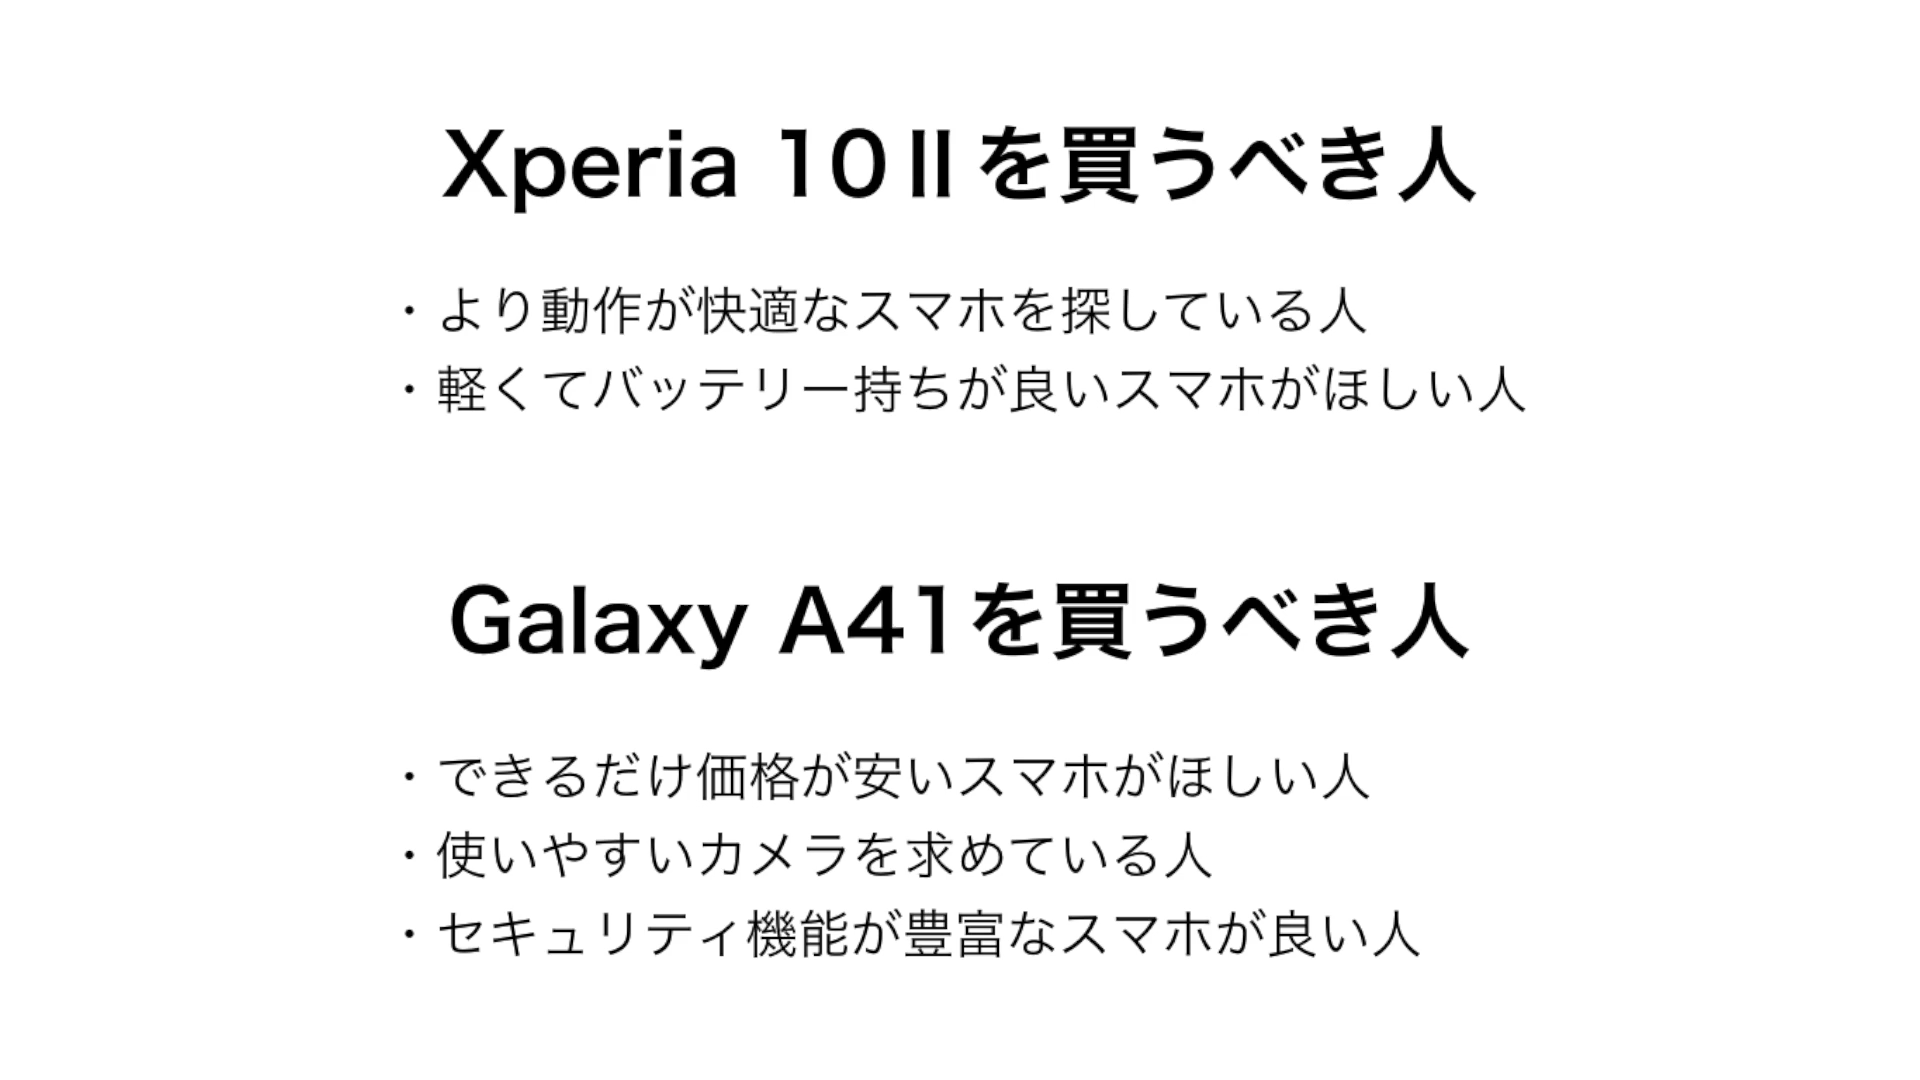 Xperia 10Ⅱを買うべき人
・より動作が快適なスマホを探している人
・軽くてバッテリー持ちが良いスマホがほしい人
Galaxy A41を買うべき人
・できるだけ価格が安いスマホがほしい人
・使いやすいカメラを求めている人
・セキュリティ機能が豊富なスマホが良い人